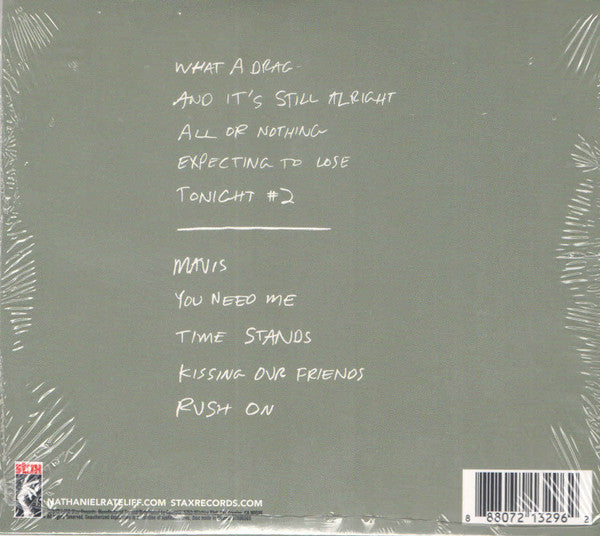 WHAT A DRAG
AND IT'S STILL ALRIGHT
ALL OR NOTHING
EXPECTING TO LOSE
TONIGHT #2
MAVIS
YOU NEED ME
TIME STANDS
KISSING OUR FRIENDS
RUSH ON
STAX
NATHANIELRATELIFF.COM STAXRECORDS.COM
8 88072 13296 2